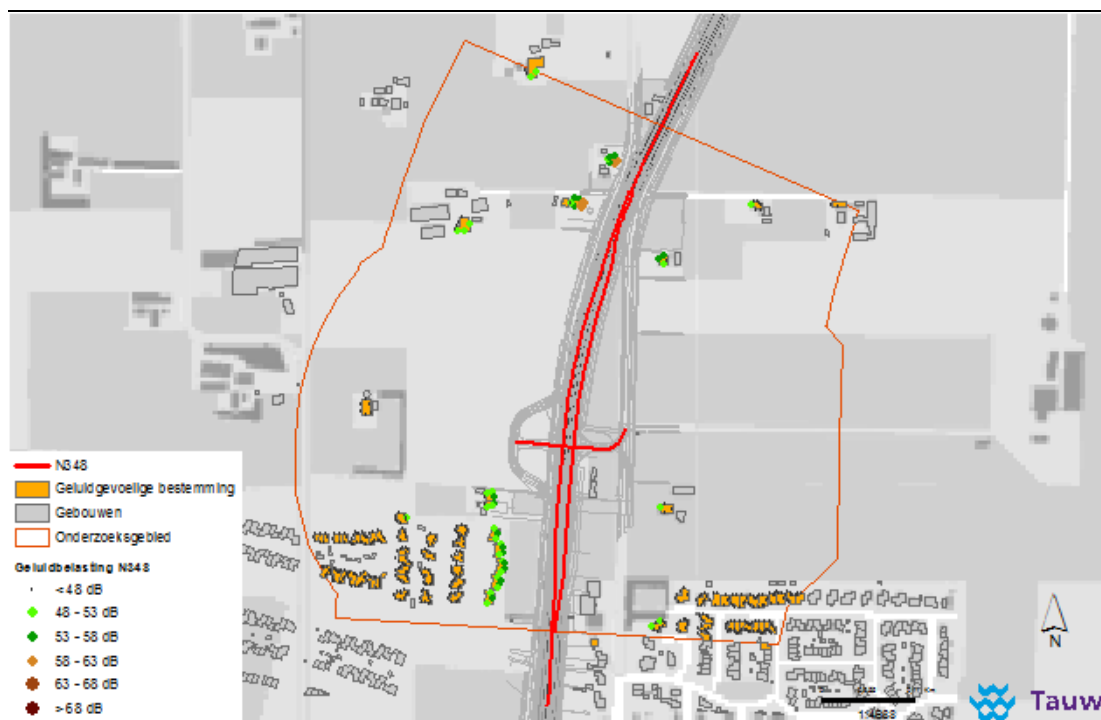 N348
Geluidgevoelige bestemming
Gebouwen
Onderzoeksgebied
Geluidbelasting N348
<48 dB
48 - 53 dB
53 - 58 dB
58 - 63 dB
63 - 68 dB
>68 dB
N
Tauw